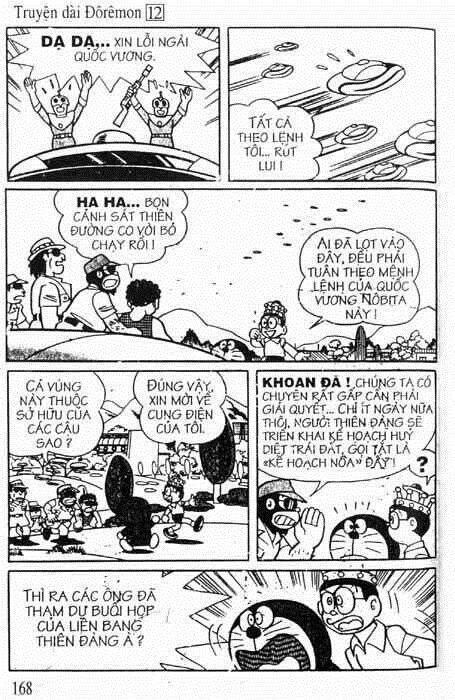 Truyện dài Đôrêmon 12
DẠ DẠ... XIN LỖI NGÀI
QUỐC VƯƠNG.
TẤT CẢ
THEO LỆNH
TÔI... RÚT
LUI !
HA HA... BỌN
CẢNH SÁT THIÊN
ĐƯỜNG CO VÒI BỎ
CHẠY RỒI !
AI ĐÃ LỌT VÀO
ĐÂY, ĐỀU PHẢI
TUÂN THEO MỆNH
LỆNH CỦA QUỐC
VƯƠNG NÔBITA
NÀY !
CẢ VÙNG
NÀY THUỘC
SỞ HỮU CỦA
CÁC CẬU
SAO ?
ĐÚNG VẬY,
XIN MỜI VỀ
CUNG ĐIỆN
CỦA TÔI.
KHOAN ĐÃ ! CHÚNG TA CÓ
CHUYỆN RẤT GẤP CẦN PHẢI
GIẢI QUYẾT... CHỈ ÍT NGÀY NỮA
THÔI, NGƯỜI THIÊN ĐÀNG SẼ
TRIỂN KHAI KẾ HOẠCH HUỶ
DIỆT TRÁI ĐẤT, GỌI TẮT LÀ
«KẾ HOẠCH NÔA» ĐẤY !
?
THÌ RA CÁC ÔNG ĐÃ
THAM DỰ BUỔI HỌP
CỦA LIÊN BANG
THIÊN ĐÀNG À ?
168